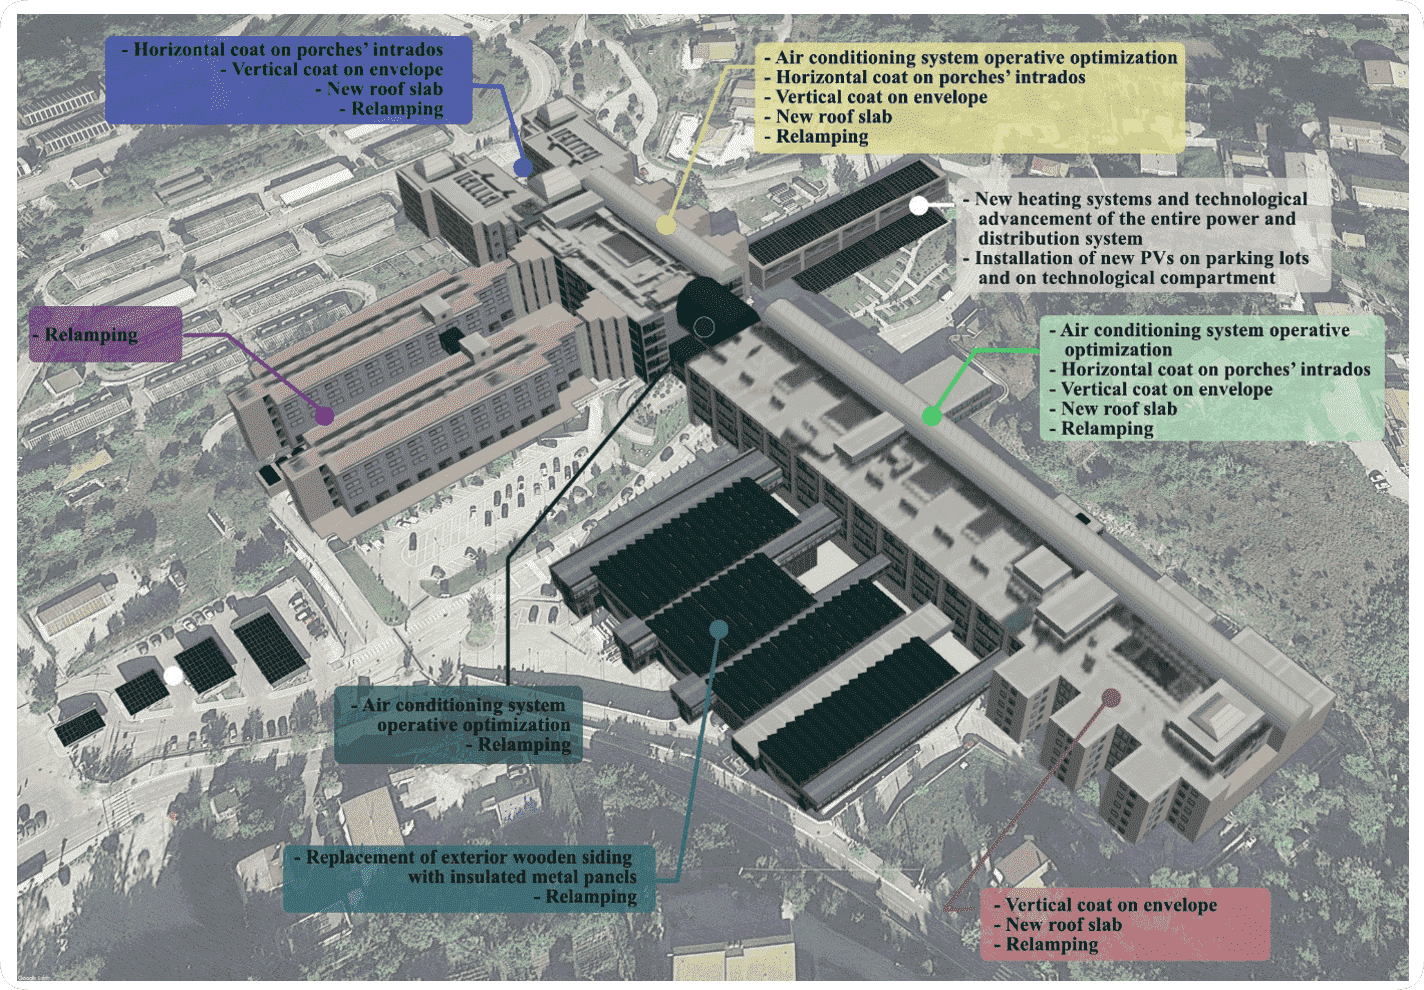 - Horizontal coat on porches’ intrados
- Vertical coat on envelope
- New roof slab
- Relamping
- Air conditioning system operative optimization
- Horizontal coat on porches’ intrados
- Vertical coat on envelope
- New roof slab
- Relamping
- New heating systems and technological
advancement of the entire power and
distribution system
- Installation of new PVs on parking lots
and on technological compartment
- Relamping
- Air conditioning system operative
optimization
- Horizontal coat on porches’ intrados
- Vertical coat on envelope
- New roof slab
- Relamping
- Air conditioning system
operative optimization
- Relamping
- Replacement of exterior wooden siding
with insulated metal panels
- Relamping
- Vertical coat on envelope
- New roof slab
- Relamping